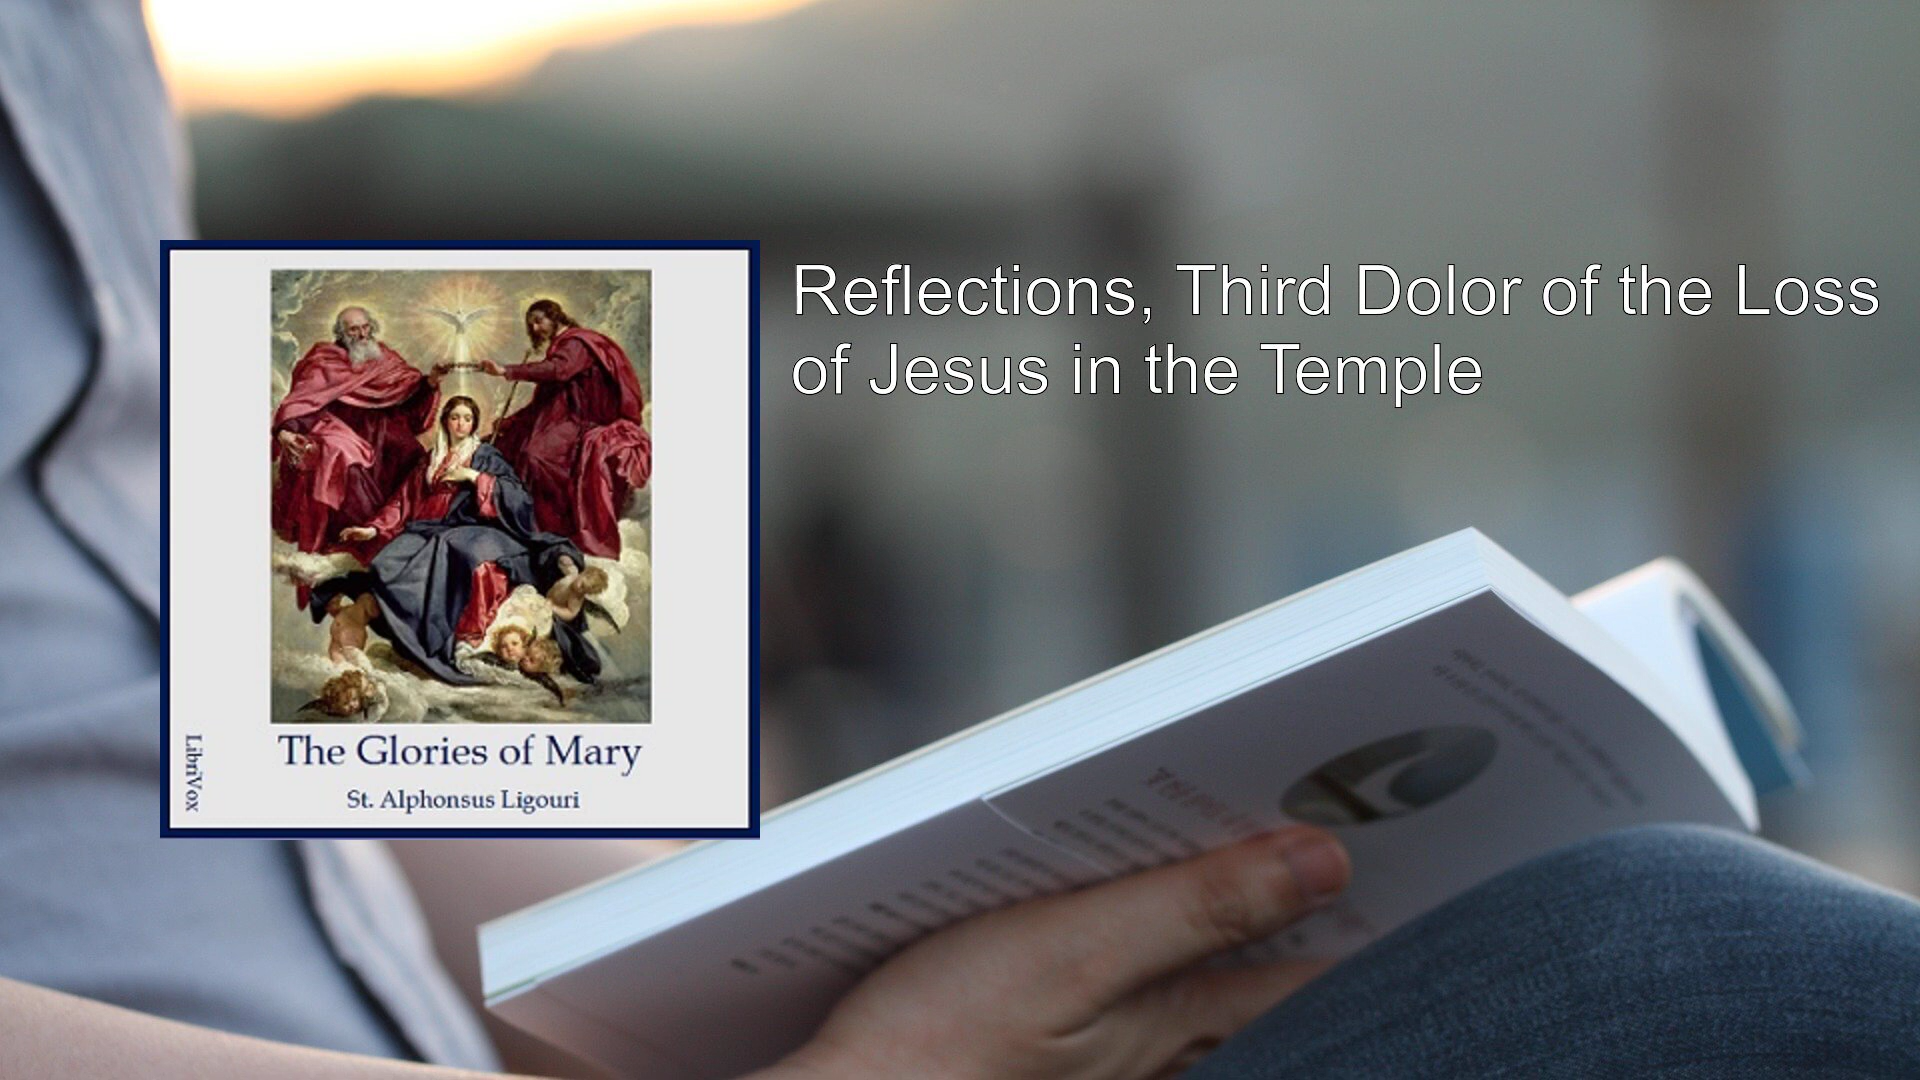 Reflections, Third Dolor of the Loss
of Jesus in the Temple
The Glories of Mary
St. Alphonsus Ligouri
LibriVox